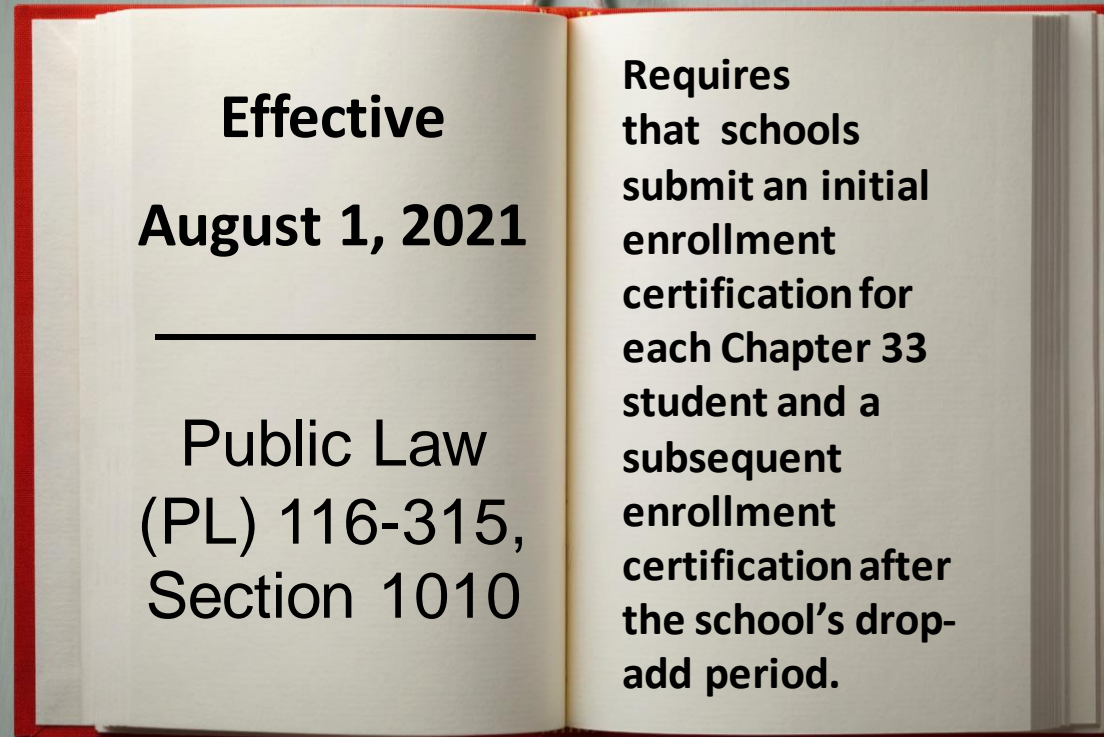 Effective
August 1, 2021
Public Law
(PL) 116-315,
Section 1010
Requires
that schools
submit an initial
enrollment
certification for
each Chapter 33
student and a
subsequent
enrollment
certification after
the school’s drop-
add period.